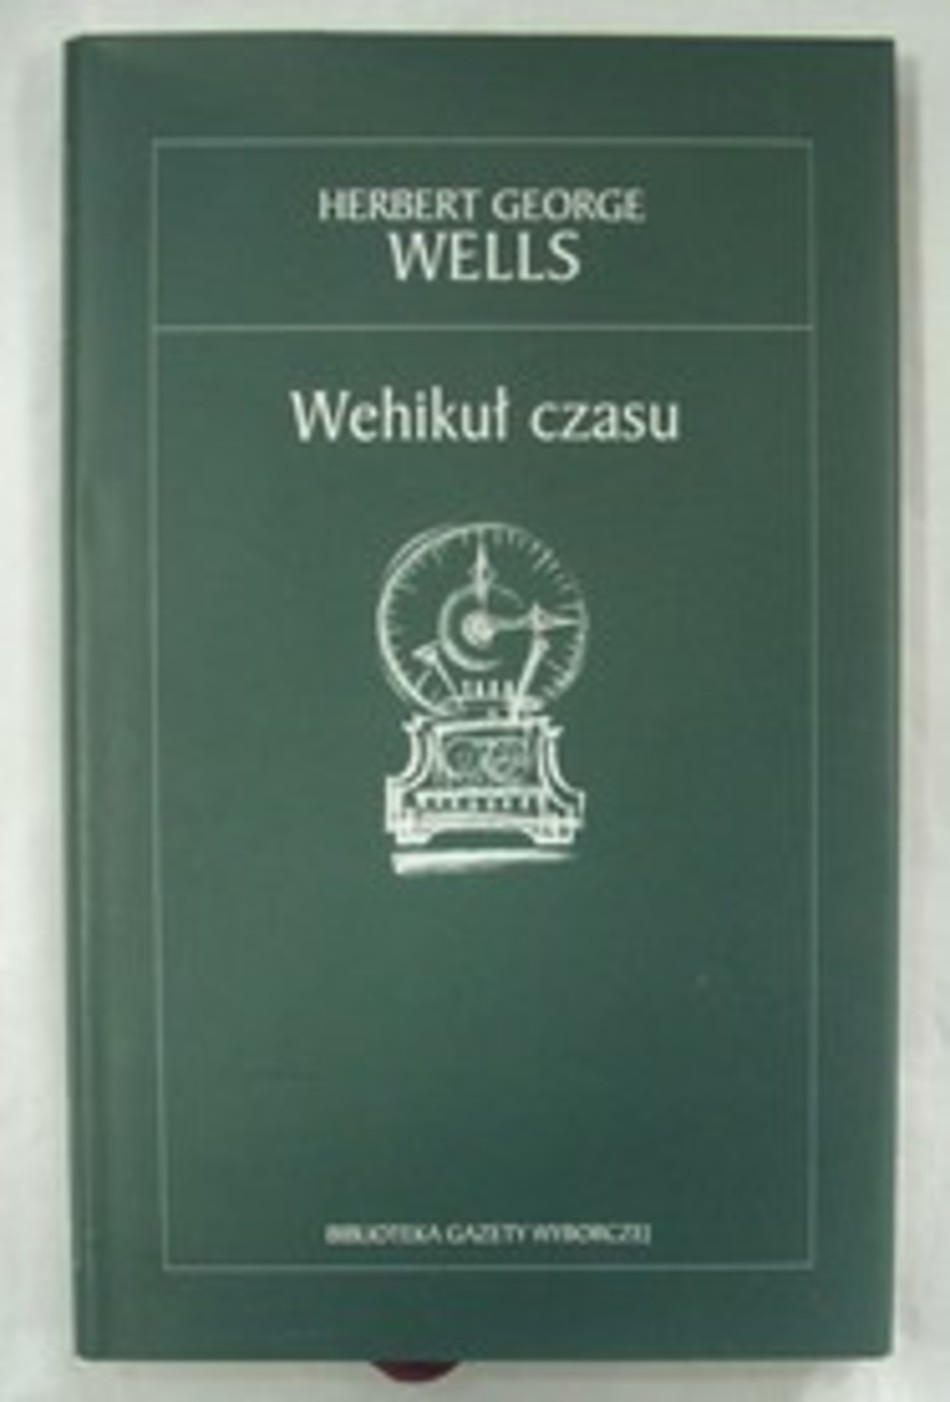 HERBERT GEORGE
WELLS
Wehikuł czasu
BIBLIOTEKA GAZETY WYBORCZEJ